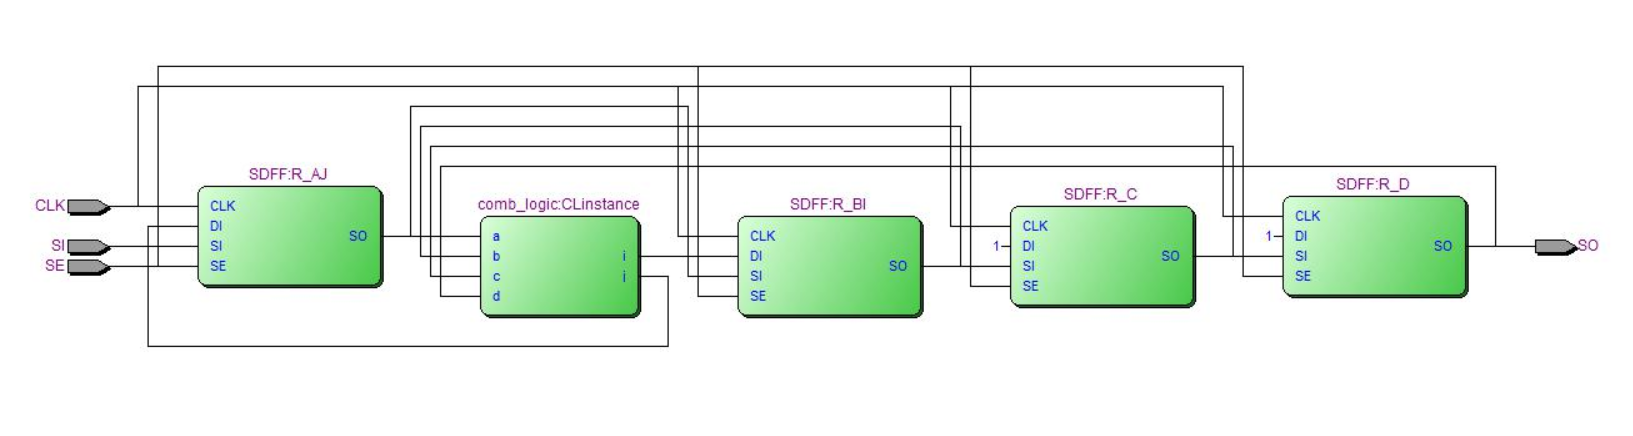 SDFF:R_AJ
CLK
SI
SE
CLK
DI
SI
SE
SO
comb_logic:CLinstance
a
b
c
d
i
i
SDFF:R_BI
CLK
DI
SI
SE
SO
SDFF:R_C
1
CLK
DI
SI
SE
SO
SDFF:R_D
1
CLK
DI
SI
SE
SO
SO